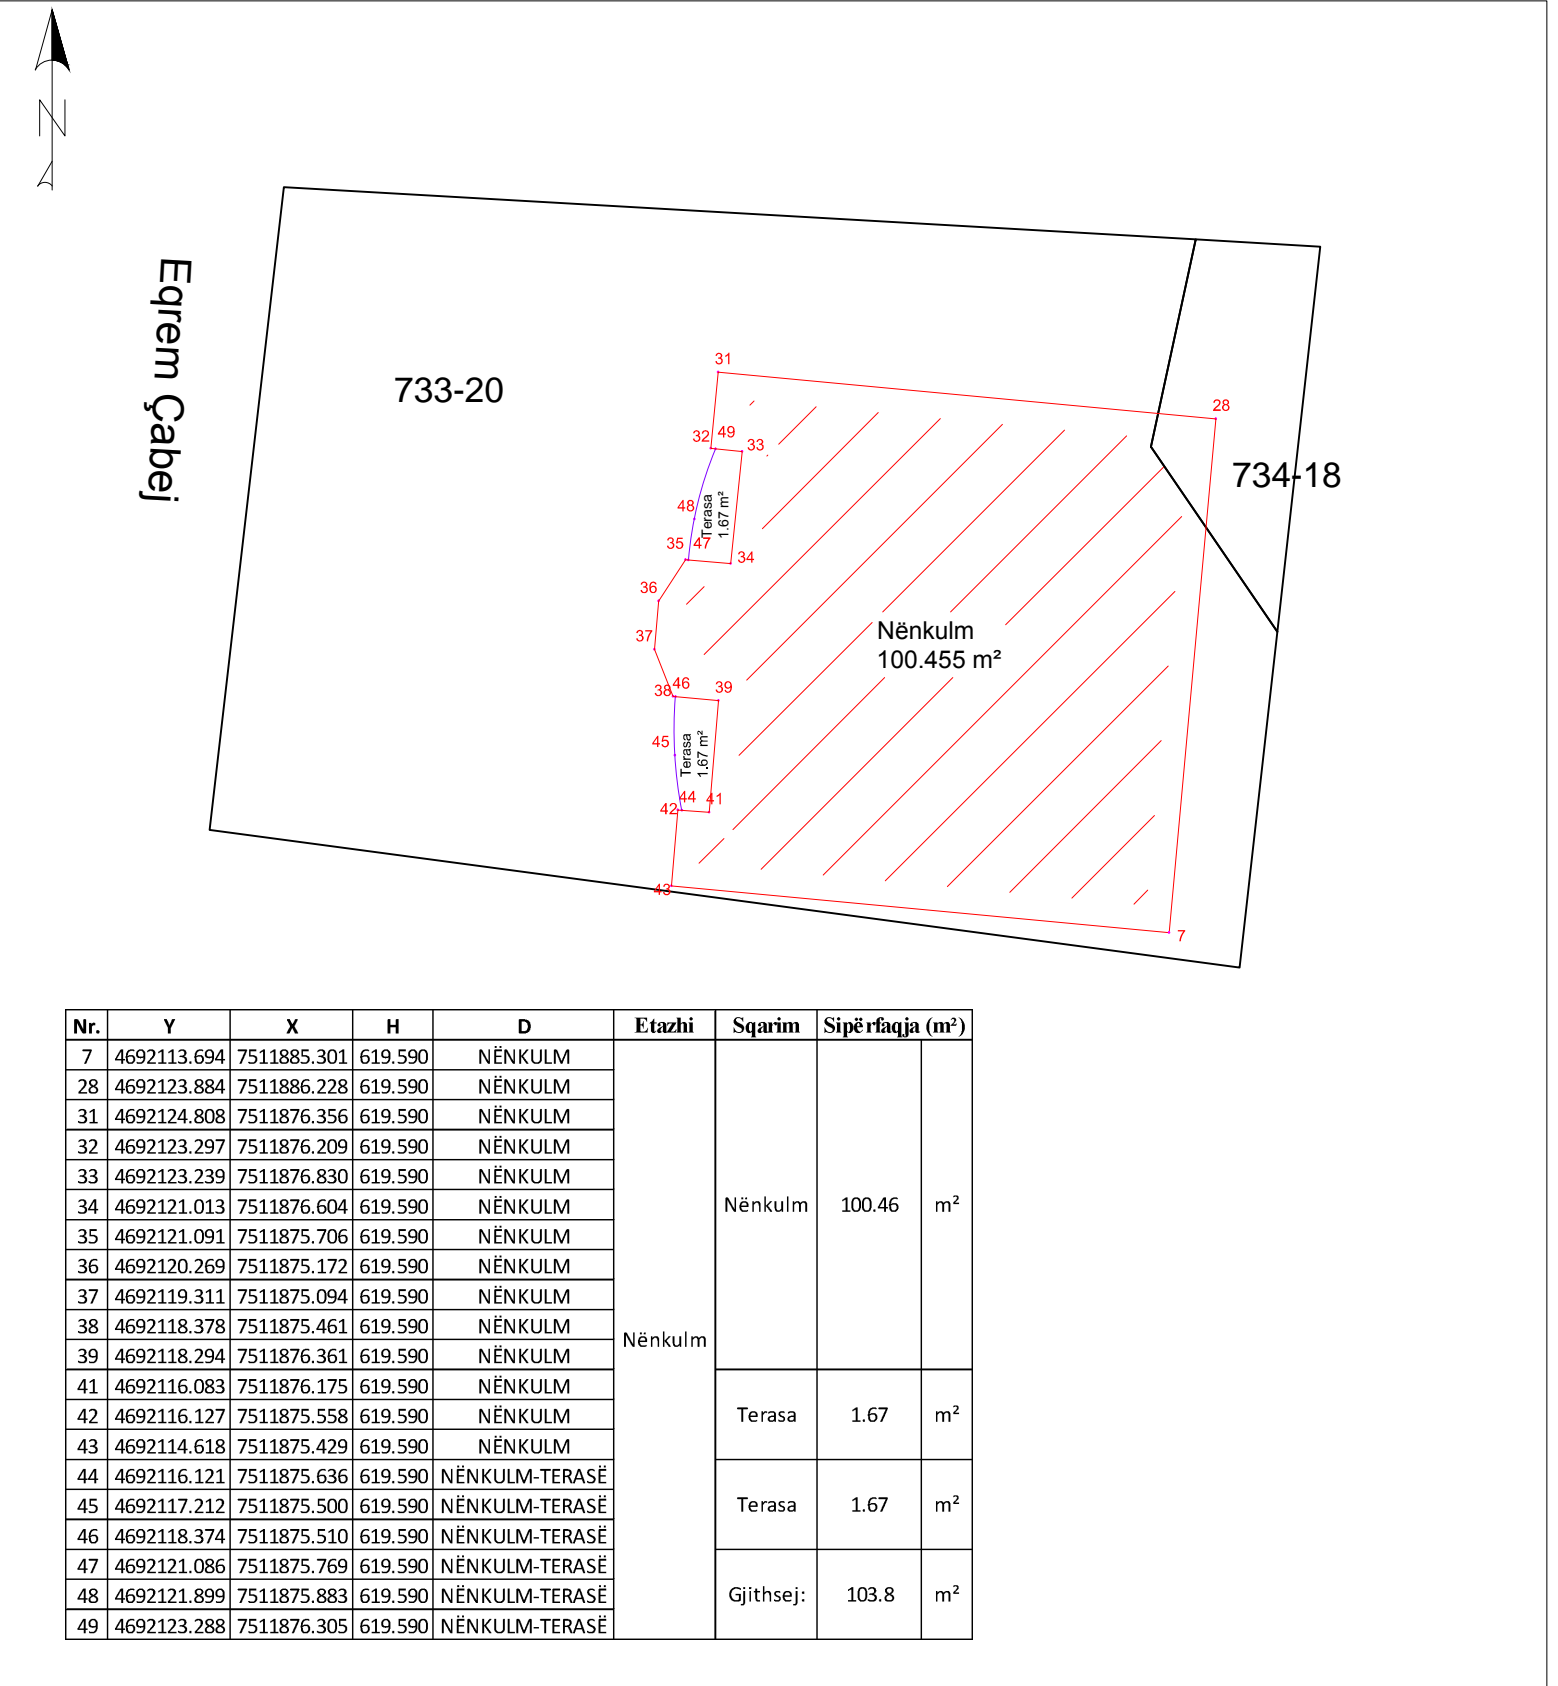 N
Eqrem Çabej
733-20
734-18
31
28
32
49
33
48
Terasa
1.67 m²
35
47
34
36
37
Nënkulm
100.455 m²
38
46
39
45
Terasa
1.67 m²
42
44
41
43
7
Nr. Y X H D Etazhi Sqarim Sipërfaqja (m²)
7 4692113.694 7511885.301 619.590 NËNKULM
28 4692123.884 7511886.228 619.590 NËNKULM
31 4692124.808 7511876.356 619.590 NËNKULM
32 4692123.297 7511876.209 619.590 NËNKULM
33 4692123.239 7511876.830 619.590 NËNKULM
34 4692121.013 7511876.604 619.590 NËNKULM Nënkulm 100.46 m²
35 4692121.091 7511875.706 619.590 NËNKULM
36 4692120.269 7511875.172 619.590 NËNKULM
37 4692119.311 7511875.094 619.590 NËNKULM
38 4692118.378 7511875.461 619.590 NËNKULM
Nënkulm
39 4692118.294 7511876.361 619.590 NËNKULM
41 4692116.083 7511876.175 619.590 NËNKULM
42 4692116.127 7511875.558 619.590 NËNKULM Terasa 1.67 m²
43 4692114.618 7511875.429 619.590 NËNKULM
44 4692116.121 7511875.636 619.590 NËNKULM-TERASË
45 4692117.212 7511875.500 619.590 NËNKULM-TERASË Terasa 1.67 m²
46 4692118.374 7511875.510 619.590 NËNKULM-TERASË
47 4692121.086 7511875.769 619.590 NËNKULM-TERASË
48 4692121.899 7511875.883 619.590 NËNKULM-TERASË Gjithsej: 103.8 m²
49 4692123.288 7511876.305 619.590 NËNKULM-TERASË